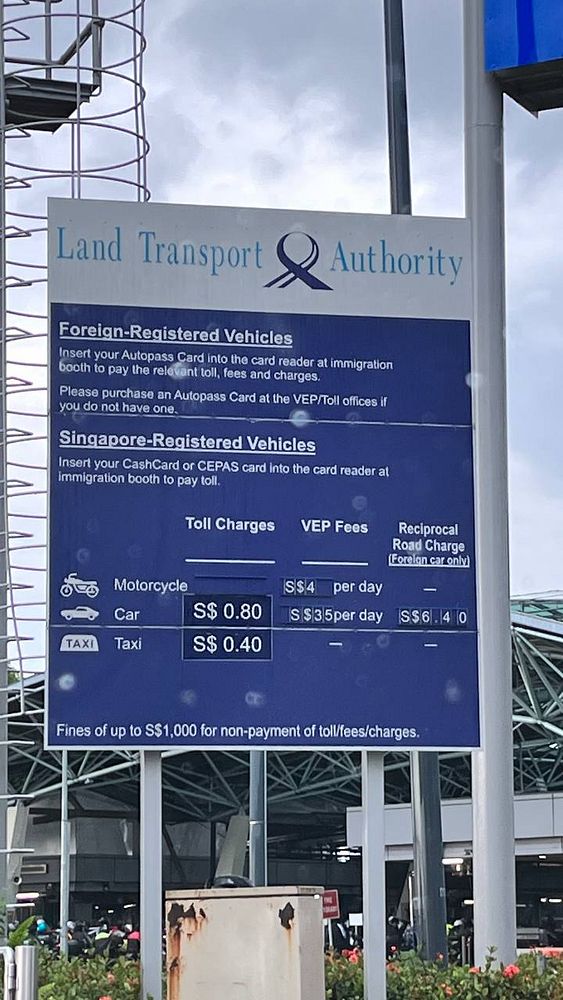 Land Transport Authority
Foreign-Registered Vehicles
Insert your Autopass Card into the card reader at immigration
booth to pay the relevant toll, fees and charges.
Please purchase an Autopass Card at the VEP/Toll offices if
you do not have one.
Singapore-Registered Vehicles
Insert your CashCard or CEPAS card into the card reader at
immigration booth to pay toll.
Toll Charges VEP Fees Reciprocal
Road Charge
(Foreign car only)
Motorcycle S$4 per day —
Car S$ 0.80 S$35per day S$6.40
TAXI Taxi S$ 0.40 — —
Fines of up to S$1,000 for non-payment of toll/fees/charges.